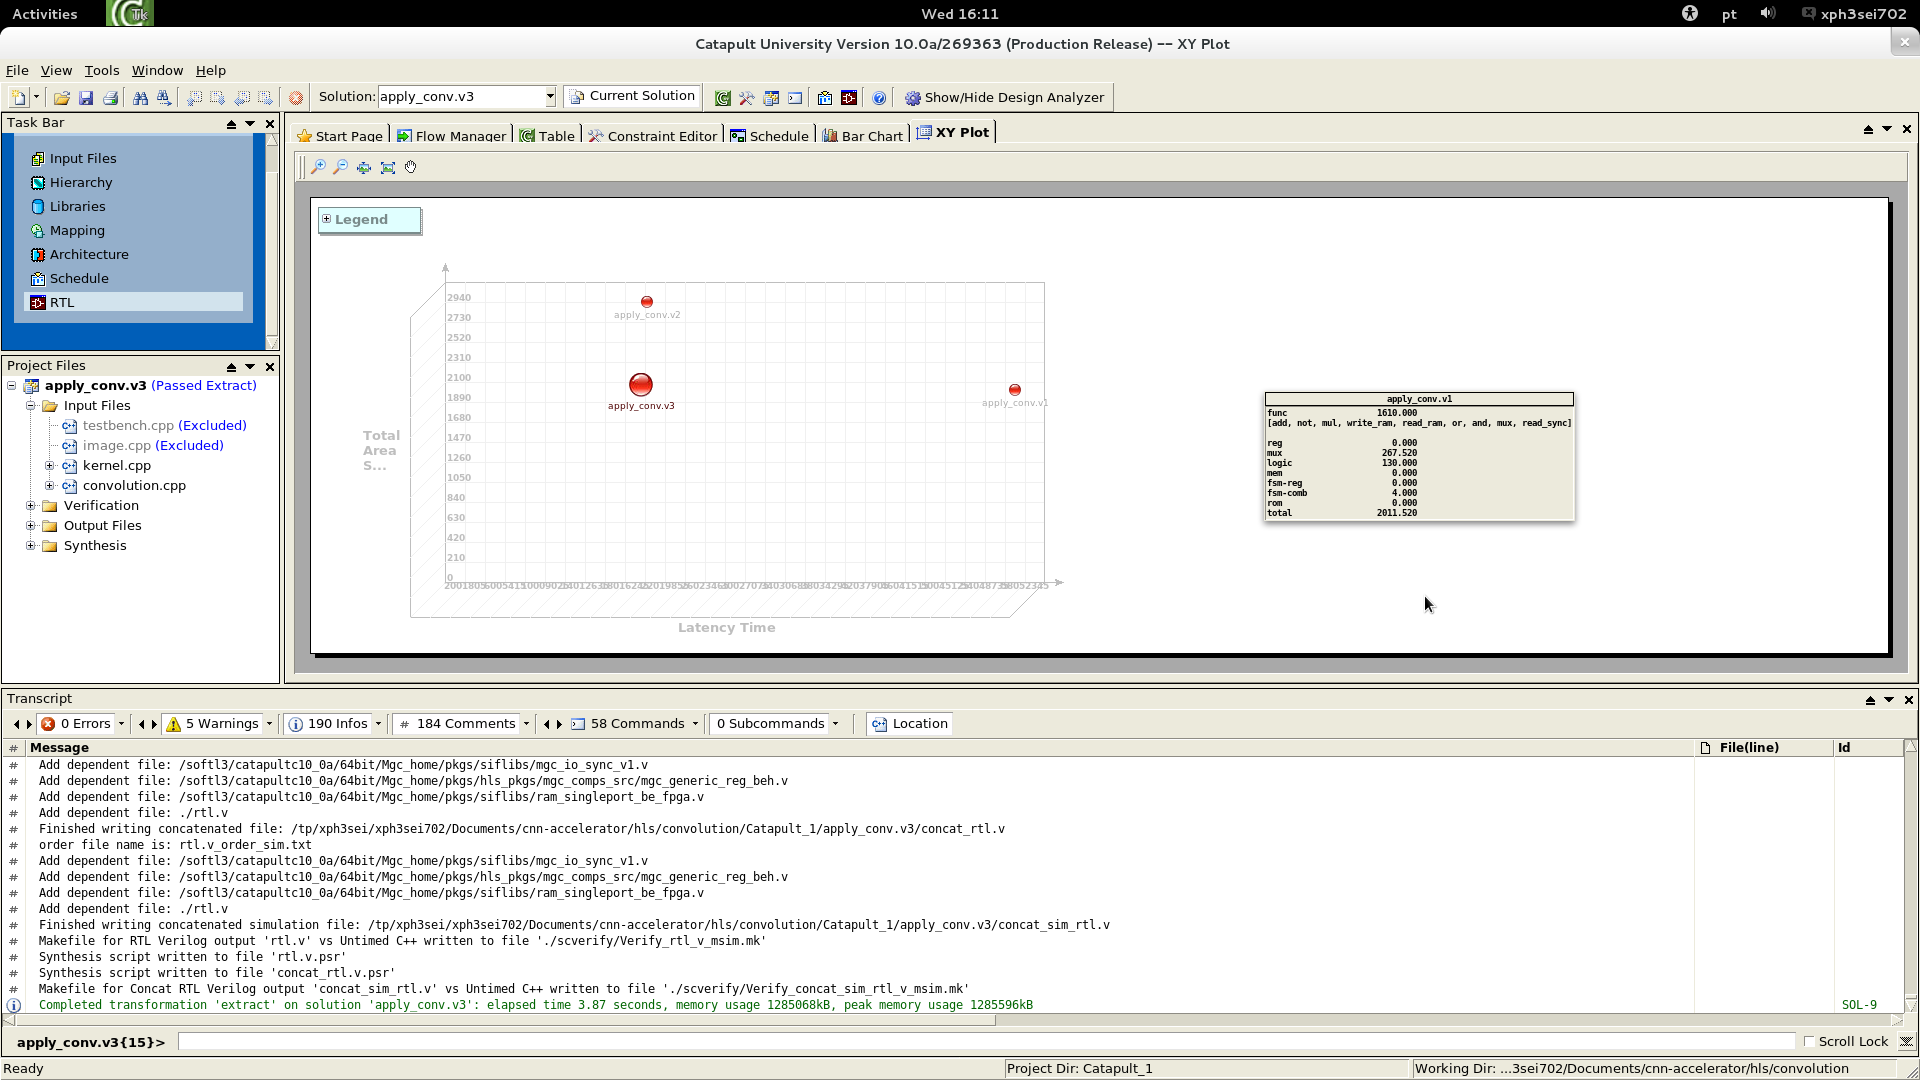 Activities
Tk
Wed 16:11
pt
xph3sei702
Catapult University Version 10.0a/269363 (Production Release) -- XY Plot
File View Tools Window Help
Solution: apply_conv.v3
Current Solution
Show/Hide Design Analyzer
Task Bar
Input Files
Hierarchy
Libraries
Mapping
Architecture
Schedule
RTL
Project Files
apply_conv.v3 (Passed Extract)
Input Files
testbench.cpp (Excluded)
image.cpp (Excluded)
kernel.cpp
convolution.cpp
Verification
Output Files
Synthesis
Start Page Flow Manager Table Constraint Editor Schedule Bar Chart XY Plot
Legend
2940
2730
2520
2310
2100
1890
1680
1470
1260
1050
840
630
420
210
0
apply_conv.v2
apply_conv.v3
apply_conv.v1
Total
Area
S...
Latency Time
apply_conv.v1
func 1610.000
[add, not, mul, write_ram, read_ram, or, and, mux, read_sync]
reg 0.000
mux 267.520
logic 130.000
mem 0.000
fsm-reg 0.000
fsm-comb 4.000
rom 0.000
total 2011.520
Transcript
0 Errors 5 Warnings 190 Infos # 184 Comments 58 Commands 0 Subcommands Location
# Message File(line) Id
# Add dependent file: /softl3/catapultc10_0a/64bit/Mgc_home/pkgs/siflibs/mgc_io_sync_v1.v
# Add dependent file: /softl3/catapultc10_0a/64bit/Mgc_home/pkgs/hls_pkgs/mgc_comps_src/mgc_generic_reg_beh.v
# Add dependent file: /softl3/catapultc10_0a/64bit/Mgc_home/pkgs/siflibs/ram_singleport_be_fpga.v
# Add dependent file: ./rtl.v
# Finished writing concatenated file: /tp/xph3sei/xph3sei702/Documents/cnn-accelerator/hls/convolution/Catapult_1/apply_conv.v3/concat_rtl.v
# order file name is: rtl.v_order_sim.txt
# Add dependent file: /softl3/catapultc10_0a/64bit/Mgc_home/pkgs/siflibs/mgc_io_sync_v1.v
# Add dependent file: /softl3/catapultc10_0a/64bit/Mgc_home/pkgs/hls_pkgs/mgc_comps_src/mgc_generic_reg_beh.v
# Add dependent file: /softl3/catapultc10_0a/64bit/Mgc_home/pkgs/siflibs/ram_singleport_be_fpga.v
# Add dependent file: ./rtl.v
# Finished writing concatenated simulation file: /tp/xph3sei/xph3sei702/Documents/cnn-accelerator/hls/convolution/Catapult_1/apply_conv.v3/concat_sim_rtl.v
# Makefile for RTL Verilog output 'rtl.v' vs Untimed C++ written to file './scverify/Verify_rtl_v_msim.mk'
# Synthesis script written to file 'rtl.v.psr'
# Synthesis script written to file 'concat_rtl.v.psr'
# Makefile for Concat RTL Verilog output 'concat_sim_rtl.v' vs Untimed C++ written to file './scverify/Verify_concat_sim_rtl_v_msim.mk'
Completed transformation 'extract' on solution 'apply_conv.v3': elapsed time 3.87 seconds, memory usage 1285068kB, peak memory usage 1285596kB SOL-9
apply_conv.v3{15}>
Scroll Lock
Ready
Project Dir: Catapult_1
Working Dir: ...3sei702/Documents/cnn-accelerator/hls/convolution